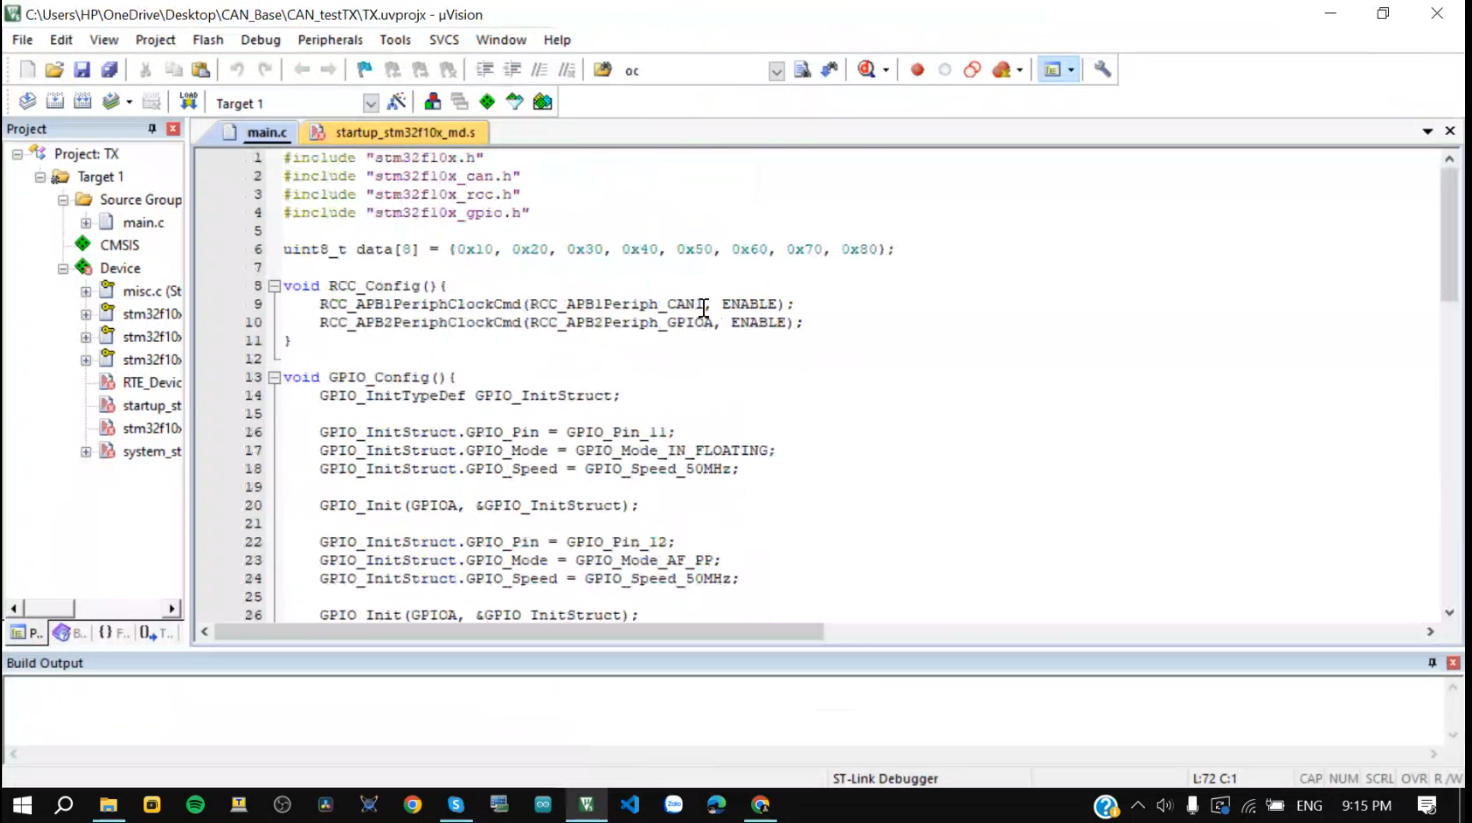 C:\Users\HP\OneDrive\Desktop\CAN_Base\CAN_testTX\TX.uvprojx - µVision
File Edit View Project Flash Debug Peripherals Tools SVCS Window Help
oc
LOAD Target 1
Project
main.c startup_stm32f10x_md.s
Project: TX
Target 1
Source Group
main.c
CMSIS
Device
misc.c (St
stm32f10x
stm32f10x
stm32f10x
RTE_Devic
startup_st
stm32f10x
system_st
1 #include "stm32f10x.h"
2 #include "stm32f10x_can.h"
3 #include "stm32f10x_rcc.h"
4 #include "stm32f10x_gpio.h"
5
6 uint8_t data[8] = {0x10, 0x20, 0x30, 0x40, 0x50, 0x60, 0x70, 0x80};
7
8 void RCC_Config(){
9 RCC_APB1PeriphClockCmd(RCC_APB1Periph_CAN1, ENABLE);
10 RCC_APB2PeriphClockCmd(RCC_APB2Periph_GPIOA, ENABLE);
11 }
12
13 void GPIO_Config(){
14 GPIO_InitTypeDef GPIO_InitStruct;
15
16 GPIO_InitStruct.GPIO_Pin = GPIO_Pin_11;
17 GPIO_InitStruct.GPIO_Mode = GPIO_Mode_IN_FLOATING;
18 GPIO_InitStruct.GPIO_Speed = GPIO_Speed_50MHz;
19
20 GPIO_Init(GPIOA, &GPIO_InitStruct);
21
22 GPIO_InitStruct.GPIO_Pin = GPIO_Pin_12;
23 GPIO_InitStruct.GPIO_Mode = GPIO_Mode_AF_PP;
24 GPIO_InitStruct.GPIO_Speed = GPIO_Speed_50MHz;
25
26 GPIO_Init(GPIOA, &GPIO_InitStruct);
P.. B.. {} F.. T..
Build Output
ST-Link Debugger L:72 C:1 CAP NUM SCRL OVR R/W
Zalo ENG 9:15 PM